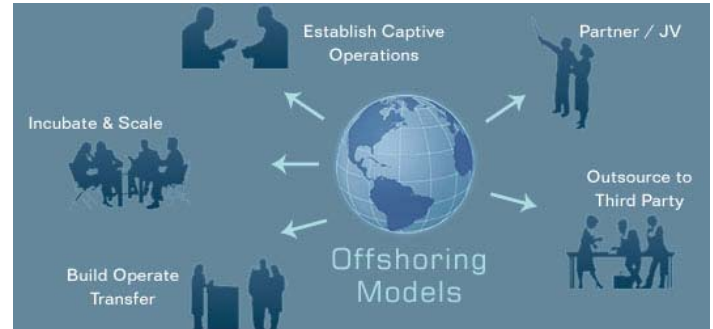 Establish Captive
Operations
Partner / JV
Incubate & Scale
Outsource to
Third Party
Build Operate
Transfer
Offshoring
Models